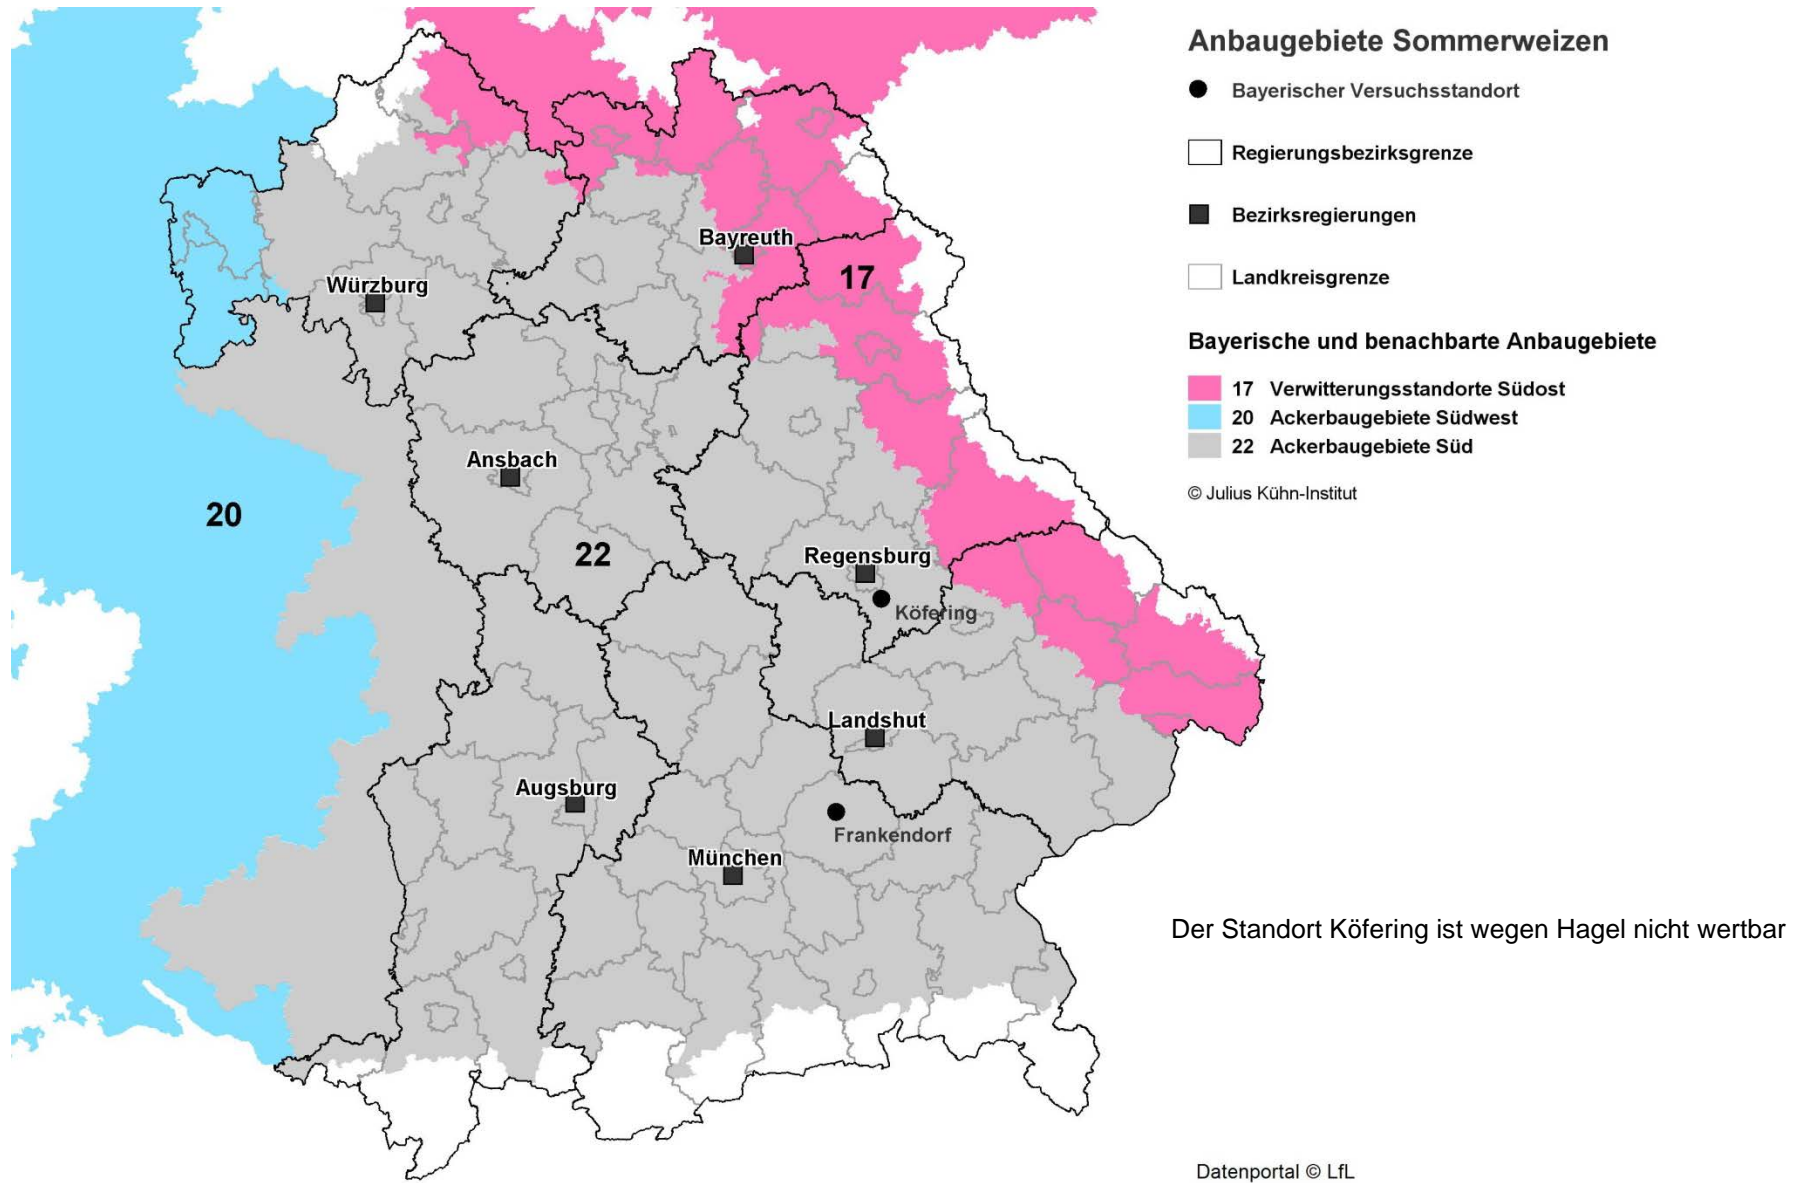 Anbaugebiete Sommerweizen
Bayerischer Versuchsstandort
Regierungsbezirksgrenze
Bezirksregierungen
Landkreisgrenze
Bayerische und benachbarte Anbaugebiete
17 Verwitterungsstandorte Südost
20 Ackerbaugebiete Südwest
22 Ackerbaugebiete Süd
© Julius Kühn-Institut
Bayreuth
17
Würzburg
Ansbach
20
22
Regensburg
Köfering
Landshut
Augsburg
Frankendorf
München
Der Standort Köfering ist wegen Hagel nicht wertbar
Datenportal © LfL